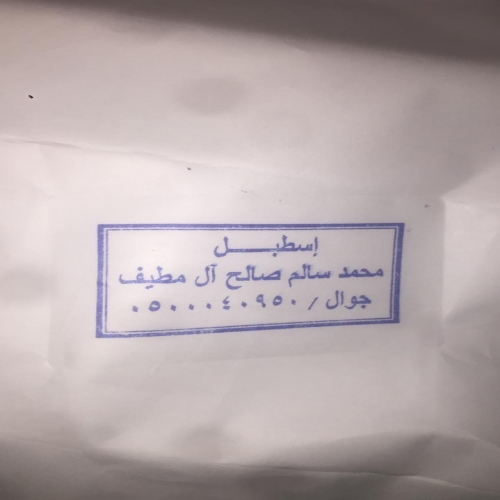 إسطبـــــل
محمد سالم صالح آل مطيف
جوال / ٠٥٠٠٠٤٠٩٥٠